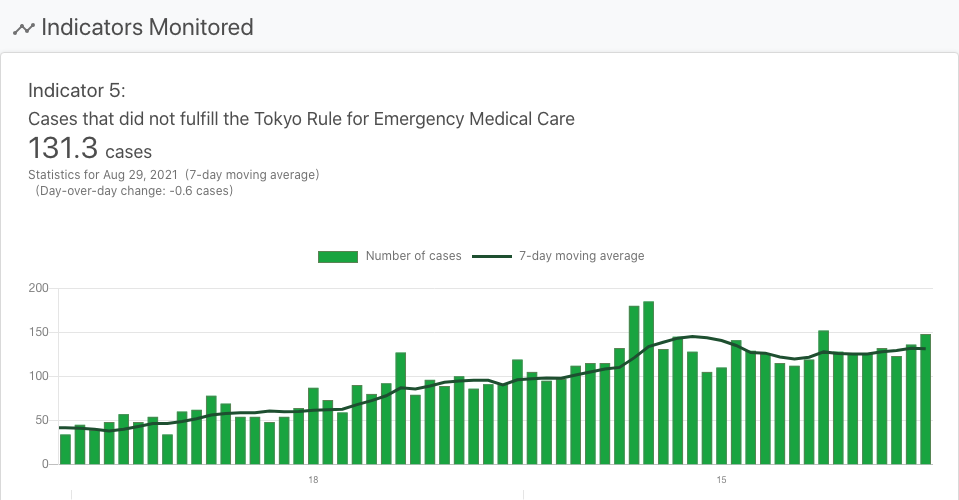 Indicators Monitored
Indicator 5:
Cases that did not fulfill the Tokyo Rule for Emergency Medical Care
131.3 cases
Statistics for Aug 29, 2021 (7-day moving average)
(Day-over-day change: -0.6 cases)
Number of cases 7-day moving average
200
150
100
50
0
18 15